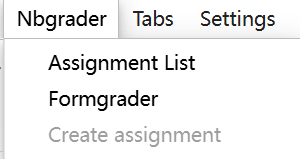 Nbgrader Tabs Settings
Assignment List
Formgrader
Create assignment